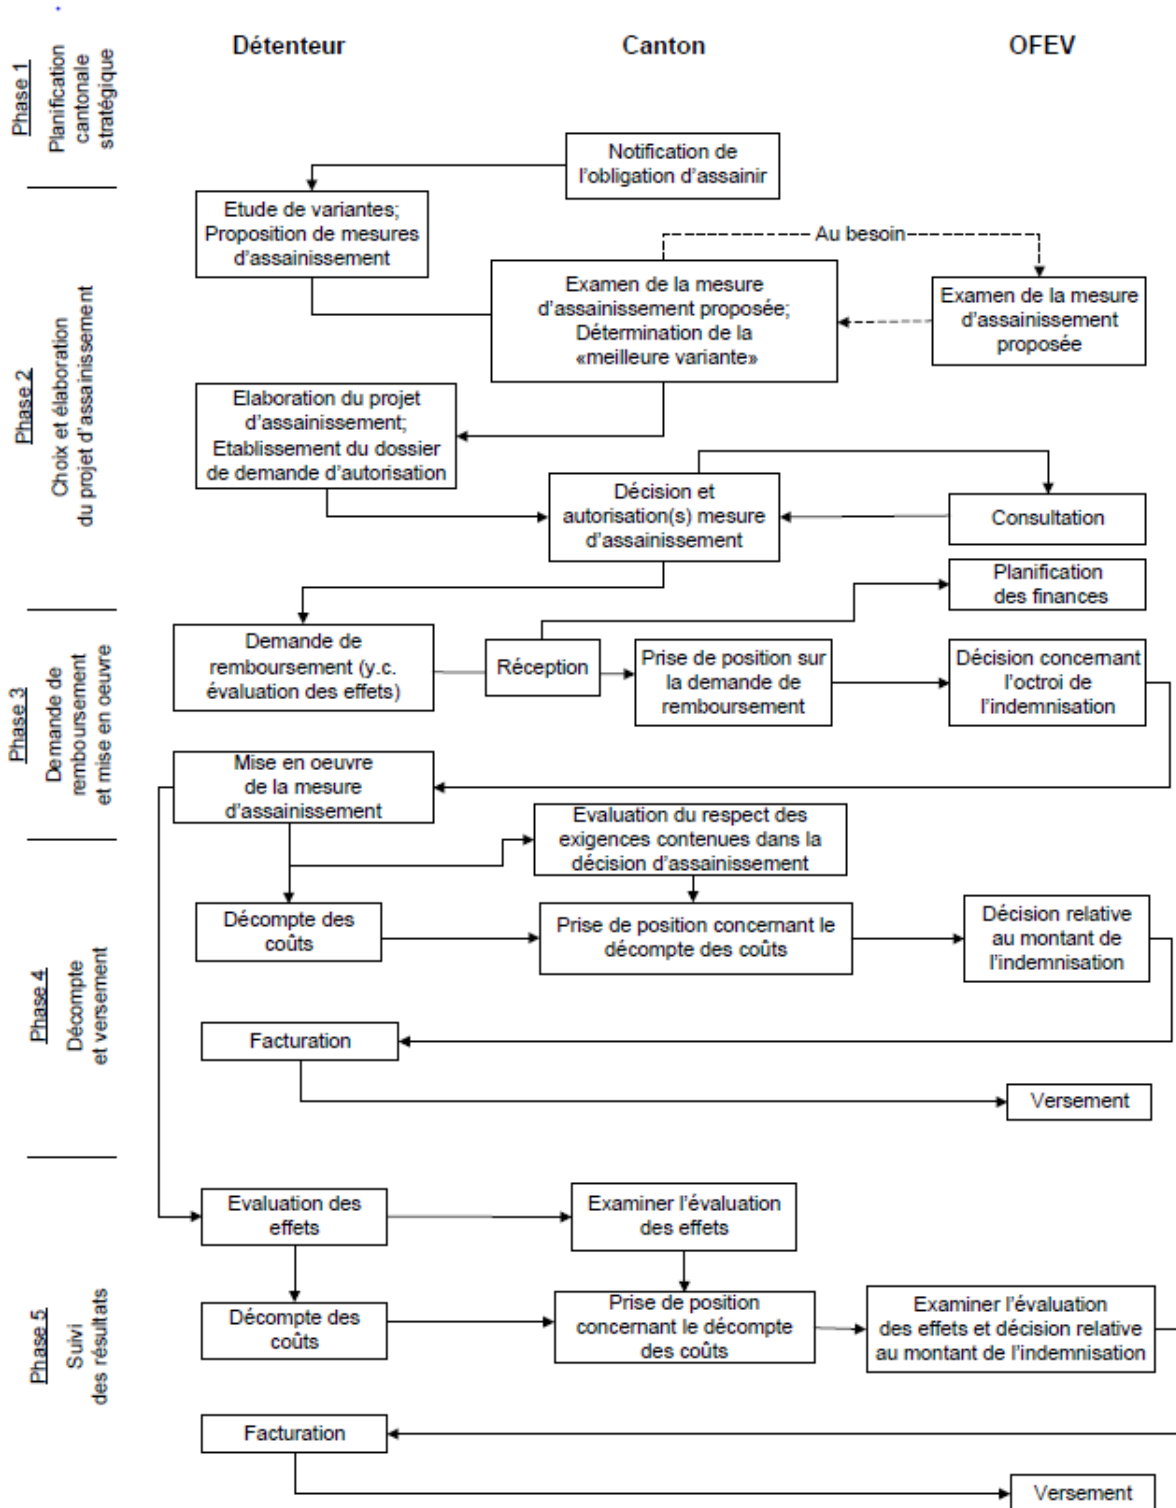 Détenteur
Canton
OFEV
Phase 1
Planification
cantonale
stratégique
Notification de
l'obligation d'assainir
Phase 2
Choix et élaboration
du projet d'assainissement
Etude de variantes;
Proposition de mesures
d'assainissement
Au besoin
Examen de la mesure
d'assainissement proposée;
Détermination de la
«meilleure variante»
Examen de la mesure
d'assainissement
proposée
Elaboration du projet
d'assainissement;
Etablissement du dossier
de demande d'autorisation
Décision et
autorisation(s) mesure
d'assainissement
Consultation
Planification
des finances
Phase 3
Demande de
remboursement
et mise en oeuvre
Demande de
remboursement (y.c.
évaluation des effets)
Réception
Prise de position sur
la demande de
remboursement
Décision concernant
l'octroi de
l'indemnisation
Mise en oeuvre
de la mesure
d'assainissement
Evaluation du respect des
exigences contenues dans la
décision d'assainissement
Phase 4
Décompte
et versement
Décompte des
coûts
Prise de position concernant le
décompte des coûts
Décision relative
au montant de
l'indemnisation
Facturation
Versement
Phase 5
Suivi
des résultats
Evaluation des
effets
Examiner l'évaluation
des effets
Décompte des
coûts
Prise de position
concernant le décompte
des coûts
Examiner l'évaluation
des effets et décision relative
au montant de l'indemnisation
Facturation
Versement